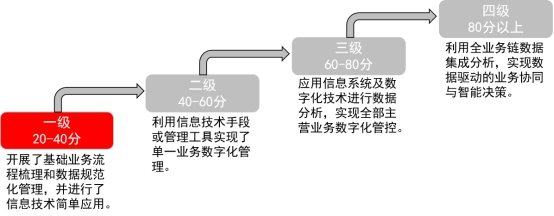 一级
20-40分
开展了基础业务流
程梳理和数据规范
化管理，并进行了
信息技术简单应用。
二级
40-60分
利用信息技术手段
或管理工具实现了
单一业务数字化管
理。
三级
60-80分
应用信息系统及数
字化技术进行数据
分析，实现全部主
营业务数字化管控。
四级
80分以上
利用全业务链数据
集成分析，实现数
据驱动的业务协同
与智能决策。